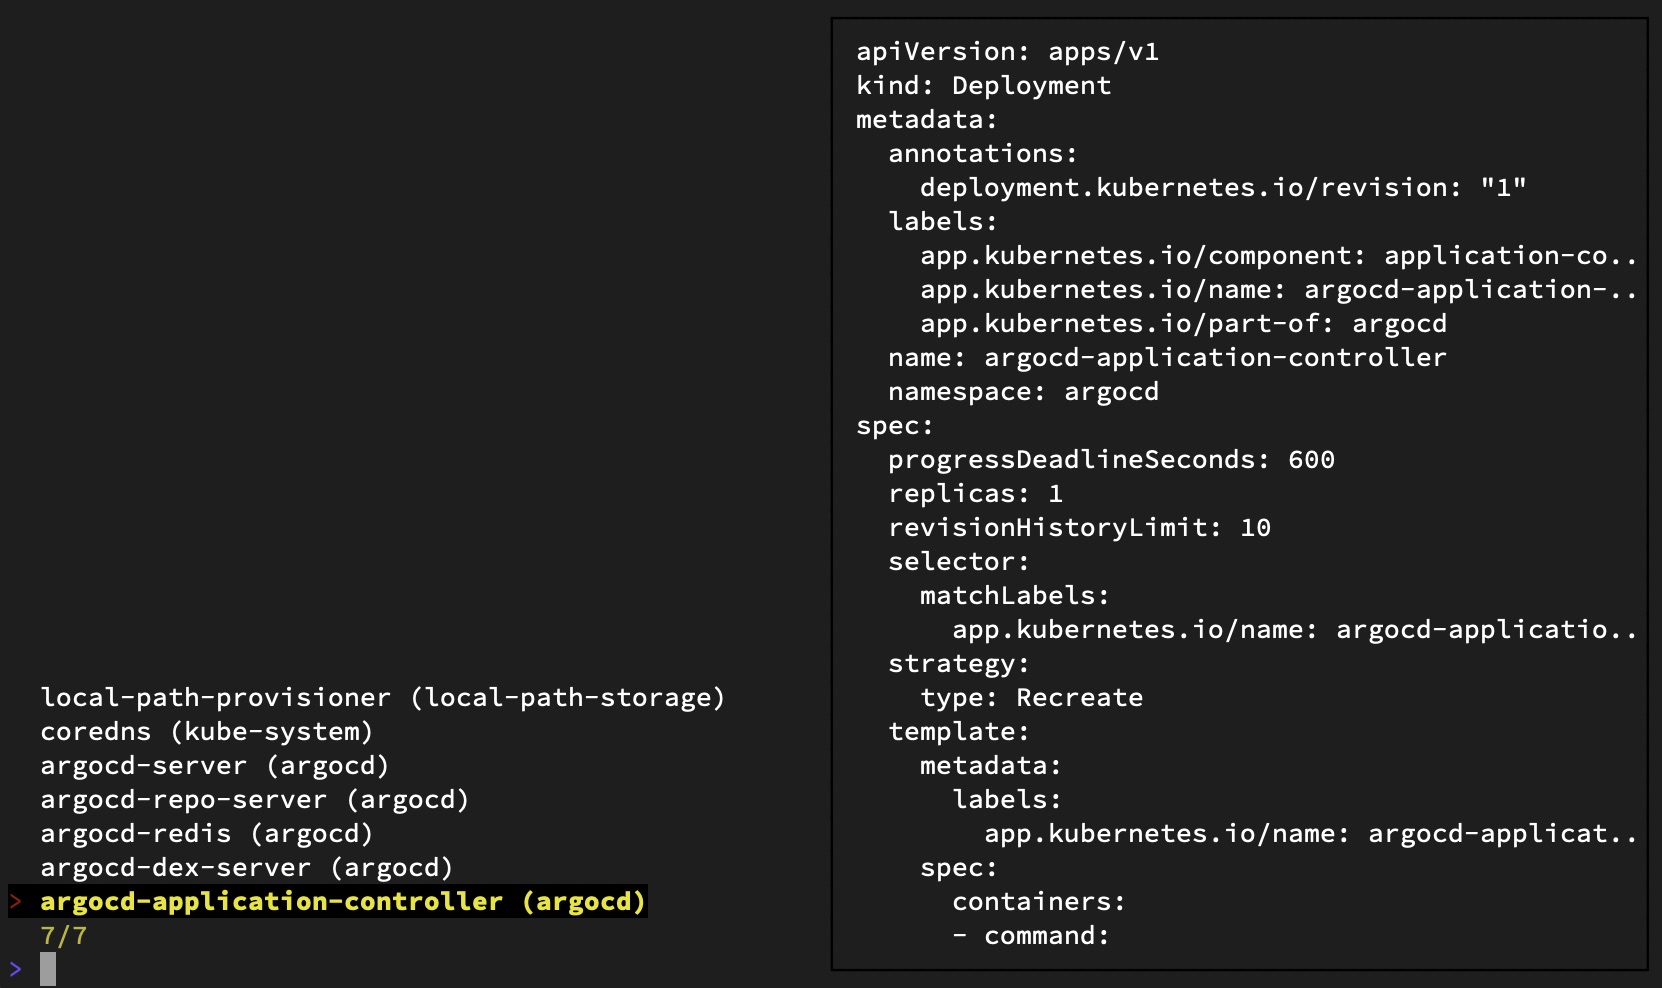 local-path-provisioner (local-path-storage)
coredns (kube-system)
argocd-server (argocd)
argocd-repo-server (argocd)
argocd-redis (argocd)
argocd-dex-server (argocd)
> argocd-application-controller (argocd)
7/7
>
apiVersion: apps/v1
kind: Deployment
metadata:
  annotations:
    deployment.kubernetes.io/revision: "1"
  labels:
    app.kubernetes.io/component: application-co..
    app.kubernetes.io/name: argocd-application-..
    app.kubernetes.io/part-of: argocd
  name: argocd-application-controller
  namespace: argocd
spec:
  progressDeadlineSeconds: 600
  replicas: 1
  revisionHistoryLimit: 10
  selector:
    matchLabels:
      app.kubernetes.io/name: argocd-applicatio..
  strategy:
    type: Recreate
  template:
    metadata:
      labels:
        app.kubernetes.io/name: argocd-applicat..
    spec:
      containers:
      - command: